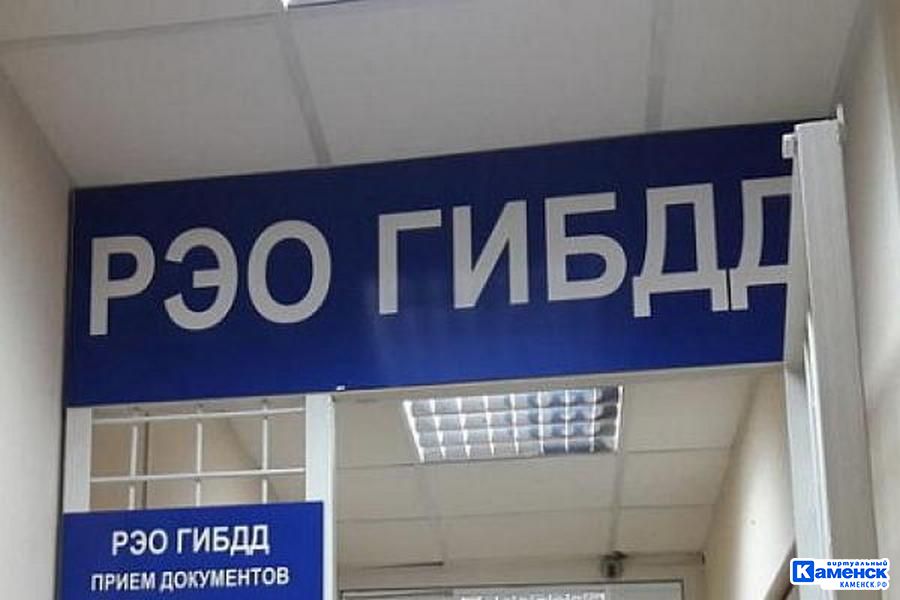 РЭО ГИБДД
РЭО ГИБДД
ПРИЕМ ДОКУМЕНТОВ
виртуальный
КАМЕНСК
КАМЕНСК.РФ